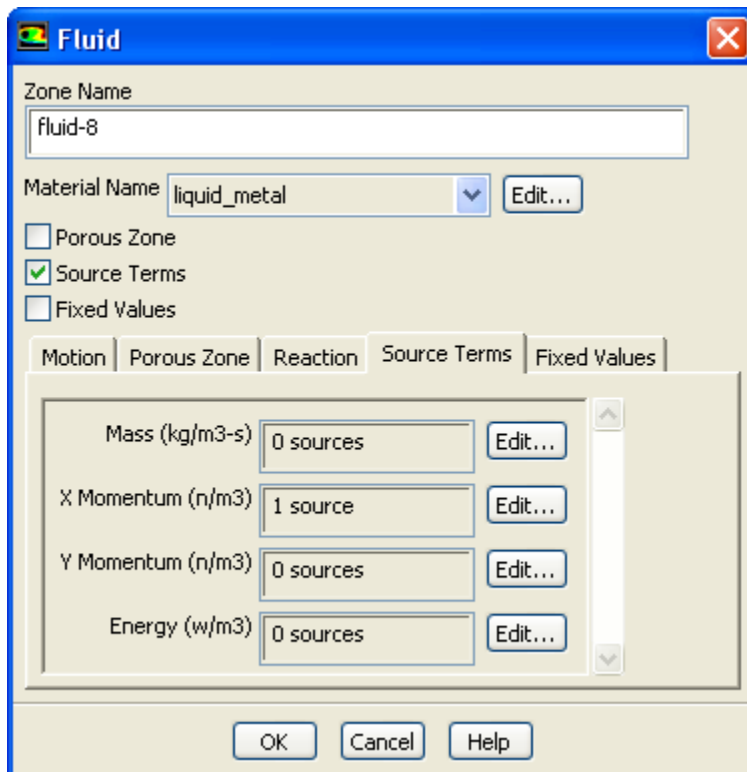 Fluid
Zone Name
fluid-8
Material Name liquid_metal Edit...
Porous Zone
Source Terms
Fixed Values
Motion Porous Zone Reaction Source Terms Fixed Values
Mass (kg/m3-s) 0 sources Edit...
X Momentum (n/m3) 1 source Edit...
Y Momentum (n/m3) 0 sources Edit...
Energy (w/m3) 0 sources Edit...
OK Cancel Help